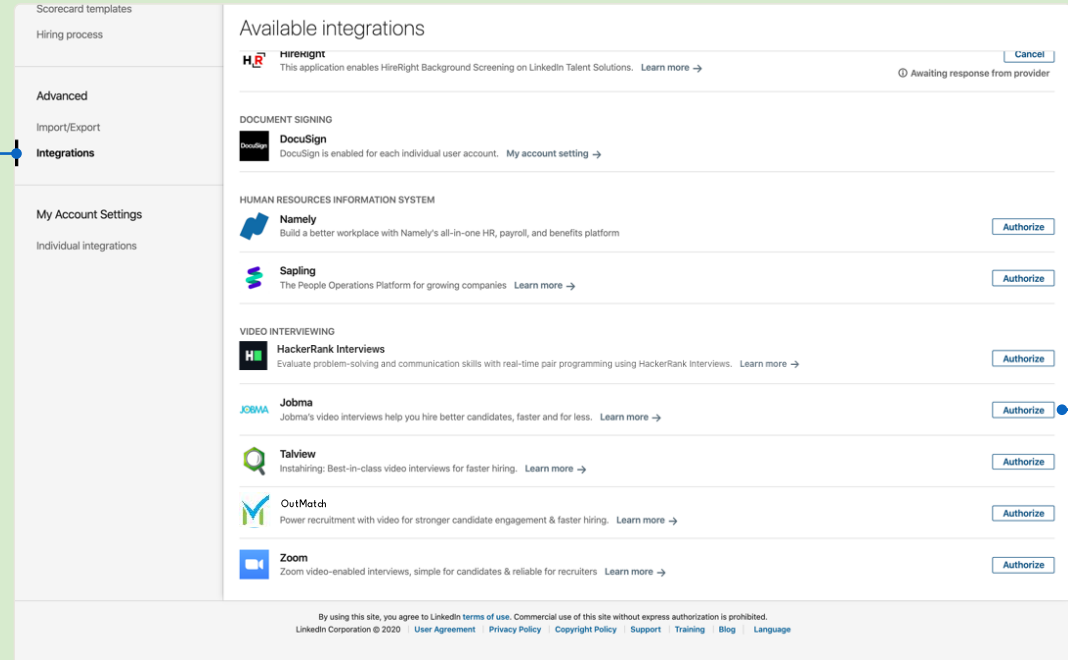 Scorecard templates
Hiring process
Advanced
Import/Export
Integrations
My Account Settings
Individual integrations
Available integrations
HR
HireRight
This application enables HireRight Background Screening on LinkedIn Talent Solutions. Learn more →
Cancel
Awaiting response from provider
DOCUMENT SIGNING
DocuSign
DocuSign
DocuSign is enabled for each individual user account. My account setting →
HUMAN RESOURCES INFORMATION SYSTEM
Namely
Build a better workplace with Namely's all-in-one HR, payroll, and benefits platform
Authorize
Sapling
The People Operations Platform for growing companies Learn more →
Authorize
VIDEO INTERVIEWING
H
HackerRank Interviews
Evaluate problem-solving and communication skills with real-time pair programming using HackerRank Interviews. Learn more →
Authorize
JOBMA
Jobma
Jobma's video interviews help you hire better candidates, faster and for less. Learn more →
Authorize
Talview
Instahiring: Best-in-class video interviews for faster hiring. Learn more →
Authorize
OutMatch
Power recruitment with video for stronger candidate engagement & faster hiring. Learn more →
Authorize
Zoom
Zoom video-enabled interviews, simple for candidates & reliable for recruiters Learn more →
Authorize
By using this site, you agree to LinkedIn terms of use. Commercial use of this site without express authorization is prohibited.
LinkedIn Corporation © 2020 | User Agreement | Privacy Policy | Copyright Policy | Support | Training | Blog | Language